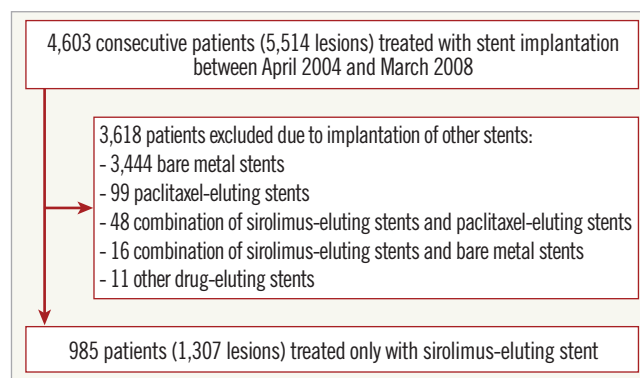 4,603 consecutive patients (5,514 lesions) treated with stent implantation
between April 2004 and March 2008
3,618 patients excluded due to implantation of other stents:
- 3,444 bare metal stents
- 99 paclitaxel-eluting stents
- 48 combination of sirolimus-eluting stents and paclitaxel-eluting stents
- 16 combination of sirolimus-eluting stents and bare metal stents
- 11 other drug-eluting stents
985 patients (1,307 lesions) treated only with sirolimus-eluting stent